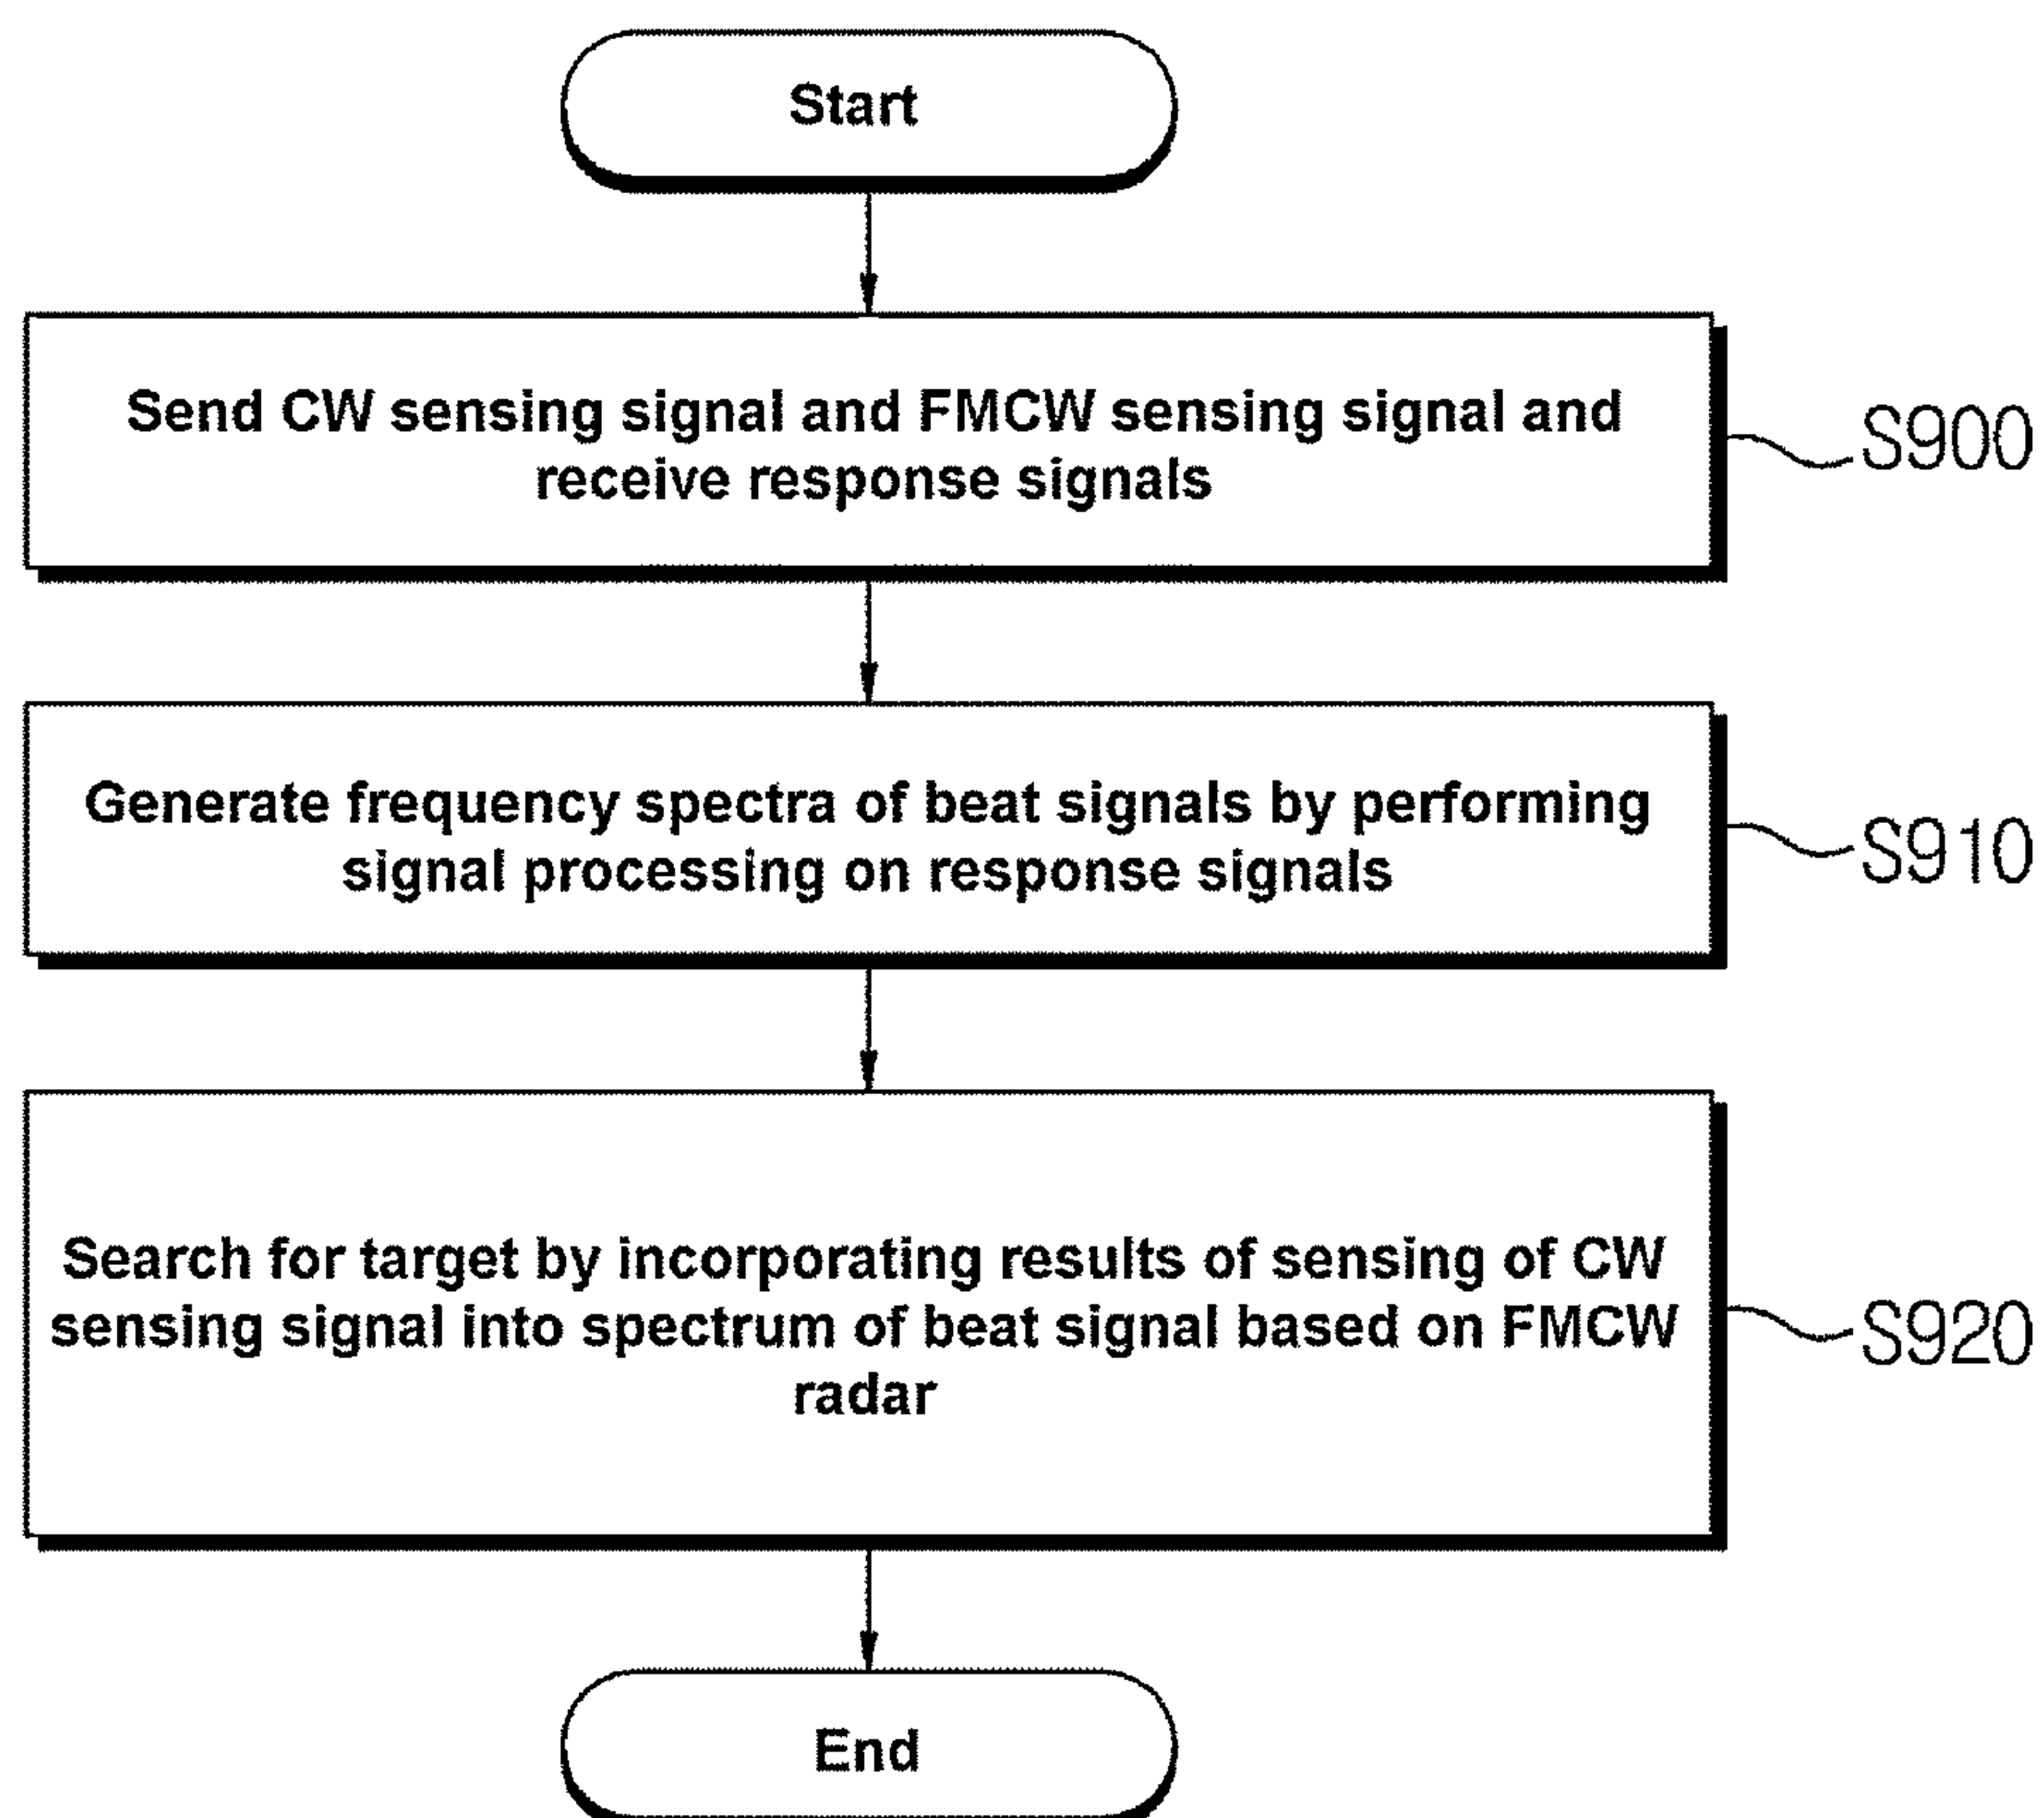 Start
Send CW sensing signal and FMCW sensing signal and
receive response signals
S900
Generate frequency spectra of beat signals by performing
signal processing on response signals
S910
Search for target by incorporating results of sensing of CW
sensing signal into spectrum of beat signal based on FMCW
radar
S920
End